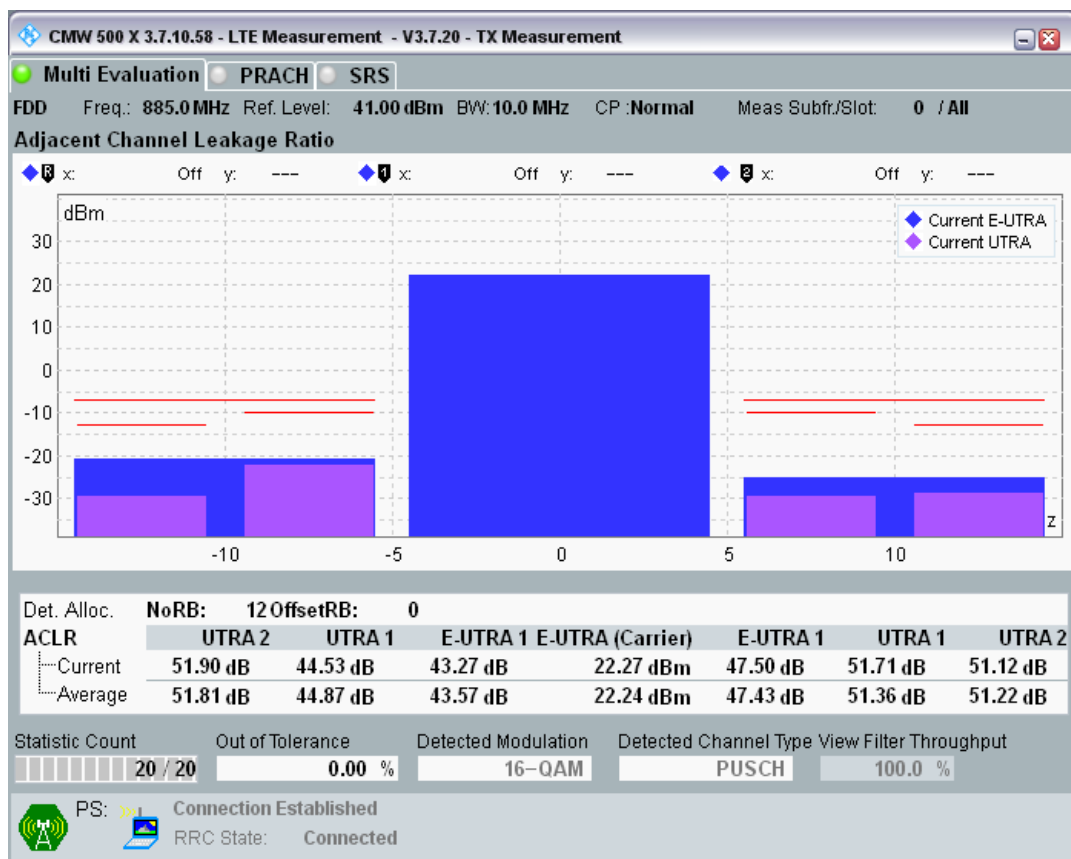 CMW 500 X 3.7.10.58 - LTE Measurement - V3.7.20 - TX Measurement
Multi Evaluation PRACH SRS
FDD Freq.: 885.0 MHz Ref. Level: 41.00 dBm BW: 10.0 MHz CP :Normal Meas Subfr./Slot: 0 / All
Adjacent Channel Leakage Ratio
R x: Off y: --- 1 x: Off y: --- 2 x: Off y: ---
dBm
Current E-UTRA
Current UTRA
30
20
10
0
-10
-20
-30
z
-10 -5 0 5 10
Det. Alloc. NoRB: 12 OffsetRB: 0
ACLR UTRA 2 UTRA 1 E-UTRA 1 E-UTRA (Carrier) E-UTRA 1 UTRA 1 UTRA 2
Current 51.90 dB 44.53 dB 43.27 dB 22.27 dBm 47.50 dB 51.71 dB 51.12 dB
Average 51.81 dB 44.87 dB 43.57 dB 22.24 dBm 47.43 dB 51.36 dB 51.22 dB
Statistic Count Out of Tolerance Detected Modulation Detected Channel Type View Filter Throughput
20 / 20 0.00 % 16-QAM PUSCH 100.0 %
PS: Connection Established
RRC State: Connected